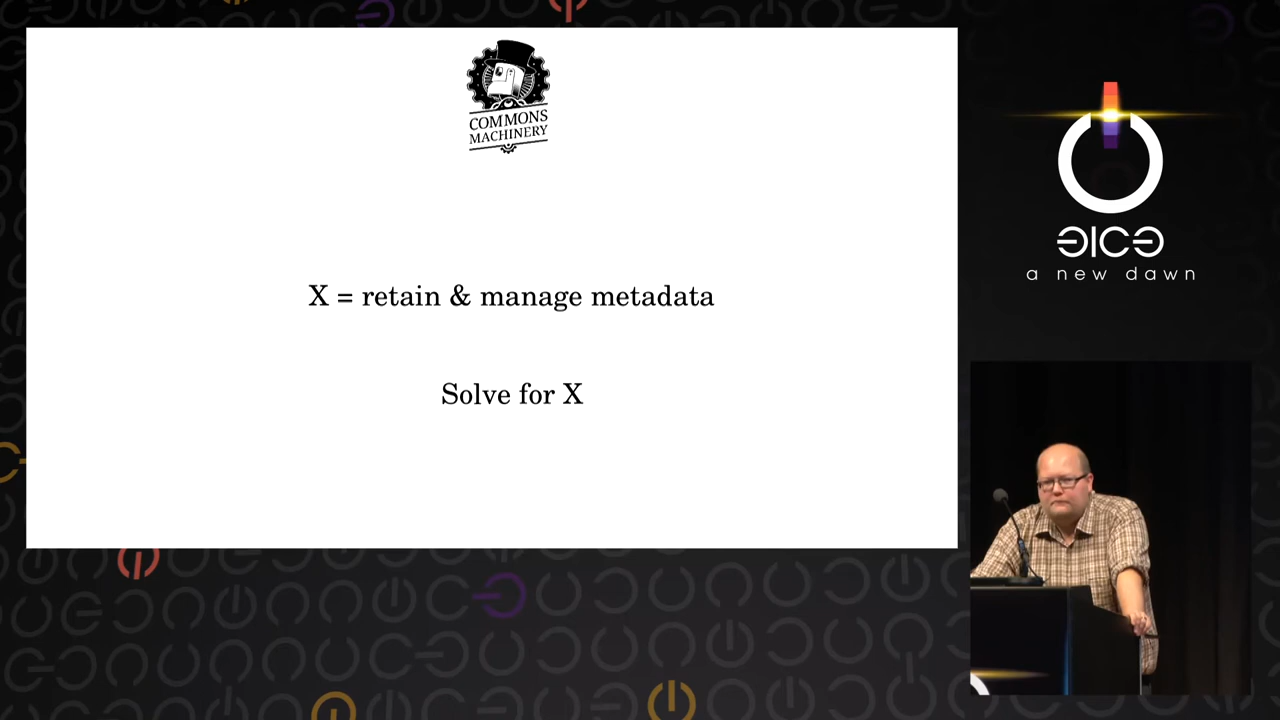 COMMONS
MACHINERY
X = retain & manage metadata
Solve for X
a new dawn